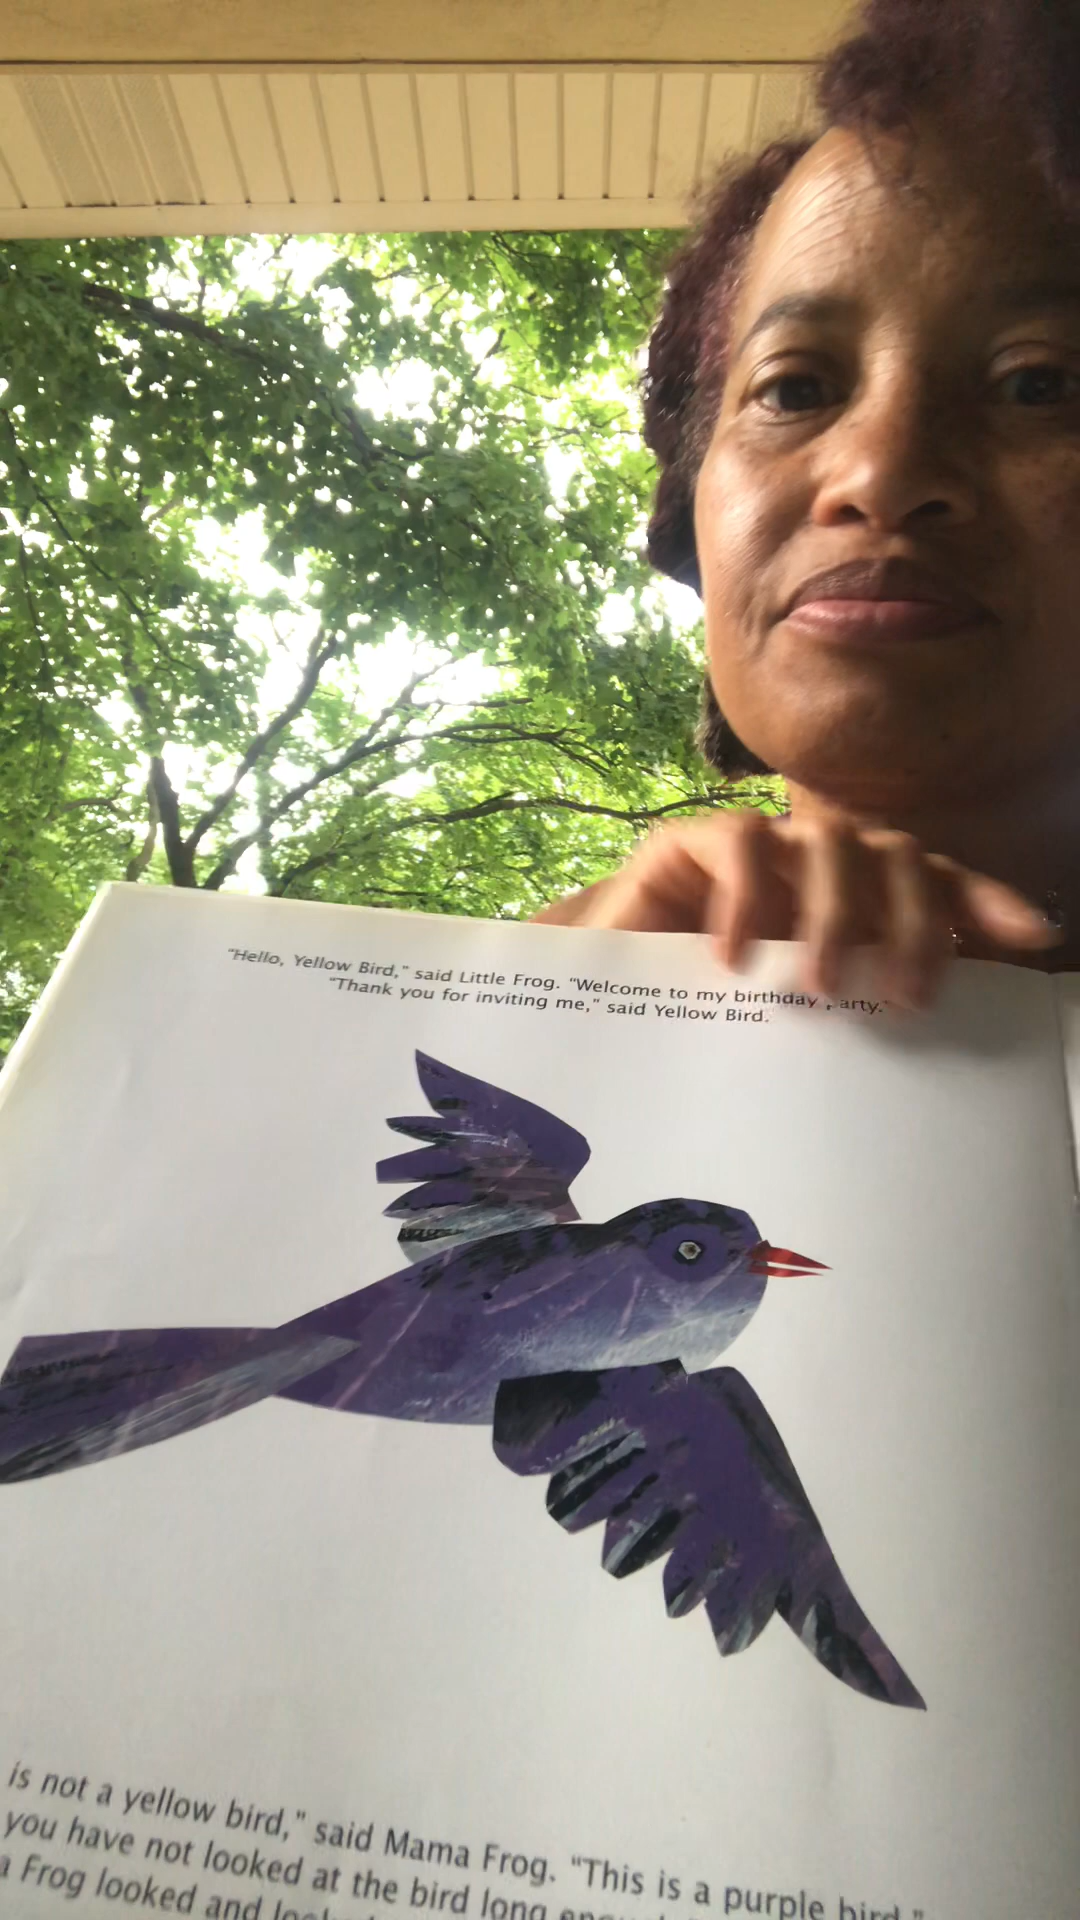 "Hello, Yellow Bird," said Little Frog. "Welcome to my birthday party."
"Thank you for inviting me," said Yellow Bird.
is not a yellow bird," said Mama Frog. "This is a purple bird."
you have not looked at the bird long
Frog looked and